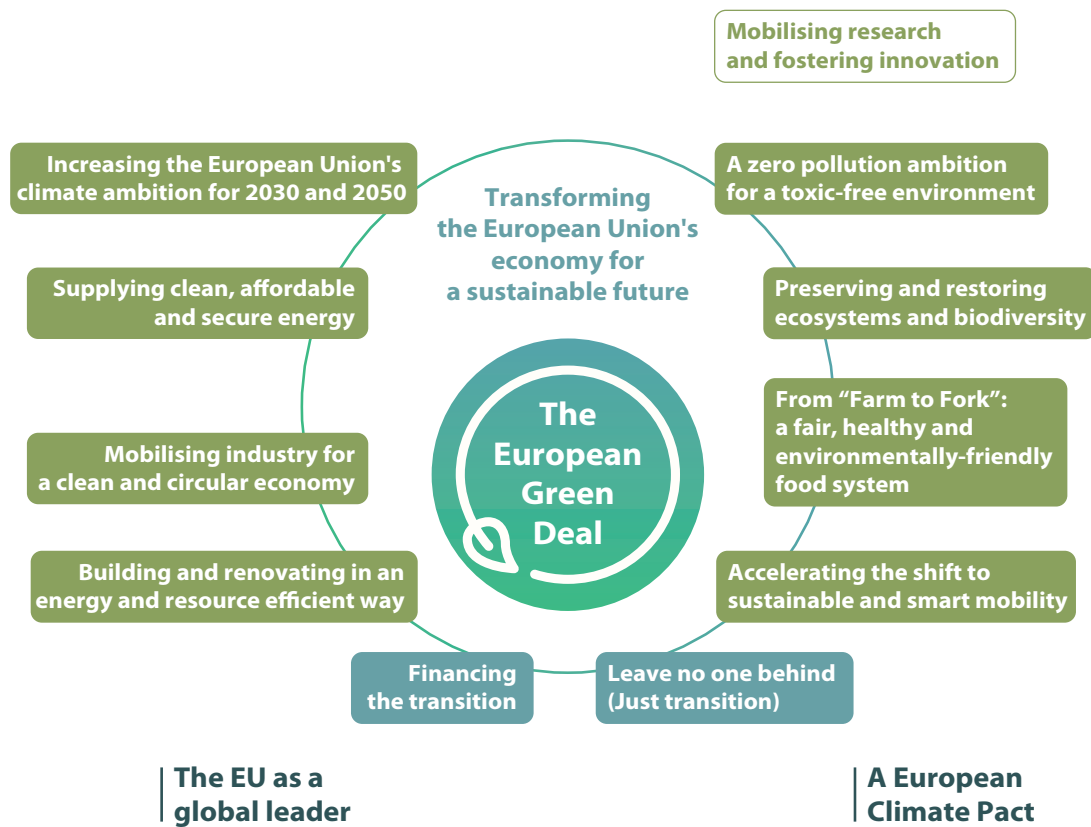 Mobilising research
and fostering innovation
Increasing the European Union's
climate ambition for 2030 and 2050
Transforming
the European Union's
economy for
a sustainable future
A zero pollution ambition
for a toxic-free environment
Supplying clean, affordable
and secure energy
Preserving and restoring
ecosystems and biodiversity
The
European
Green
Deal
From “Farm to Fork”:
a fair, healthy and
environmentally-friendly
food system
Mobilising industry for
a clean and circular economy
Building and renovating in an
energy and resource efficient way
Accelerating the shift to
sustainable and smart mobility
Financing
the transition
Leave no one behind
(Just transition)
The EU as a
global leader
A European
Climate Pact